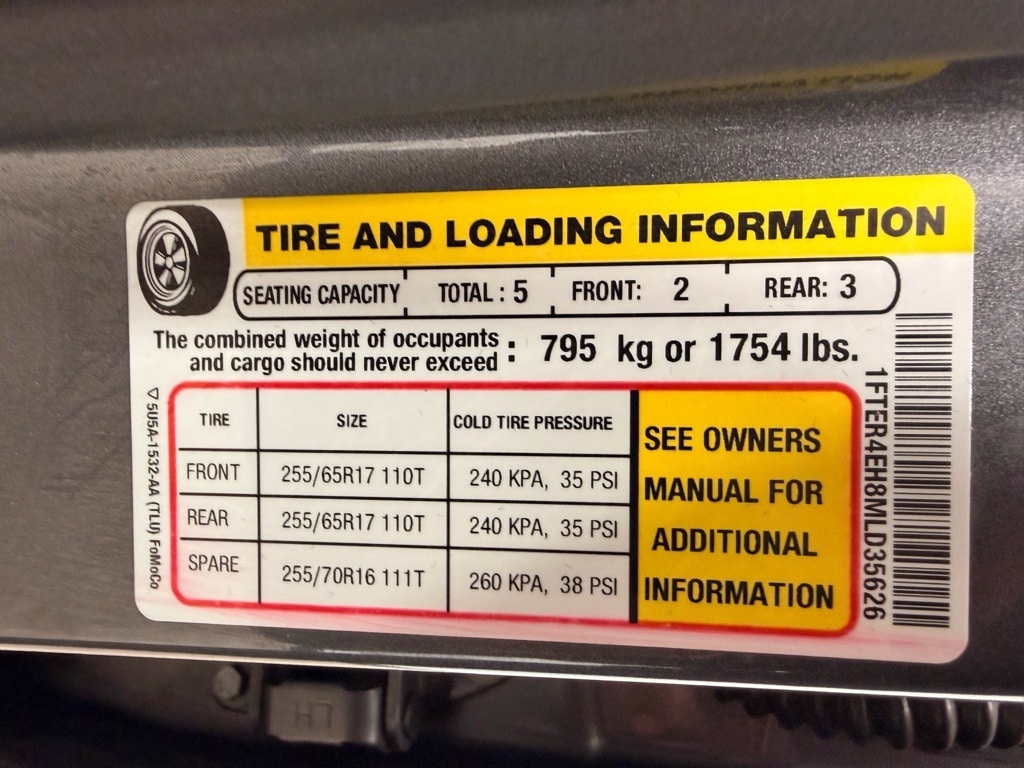 TIRE AND LOADING INFORMATION
SEATING CAPACITY TOTAL : 5 FRONT: 2 REAR: 3
The combined weight of occupants
and cargo should never exceed : 795 kg or 1754 lbs.
TIRE SIZE COLD TIRE PRESSURE
FRONT 255/65R17 110T 240 KPA, 35 PSI
REAR 255/65R17 110T 240 KPA, 35 PSI
SPARE 255/70R16 111T 260 KPA, 38 PSI
SEE OWNERS
MANUAL FOR
ADDITIONAL
INFORMATION
5U5A-1532-AA (TLU) FoMoCo
1FTER4EH8MLD35626
LH